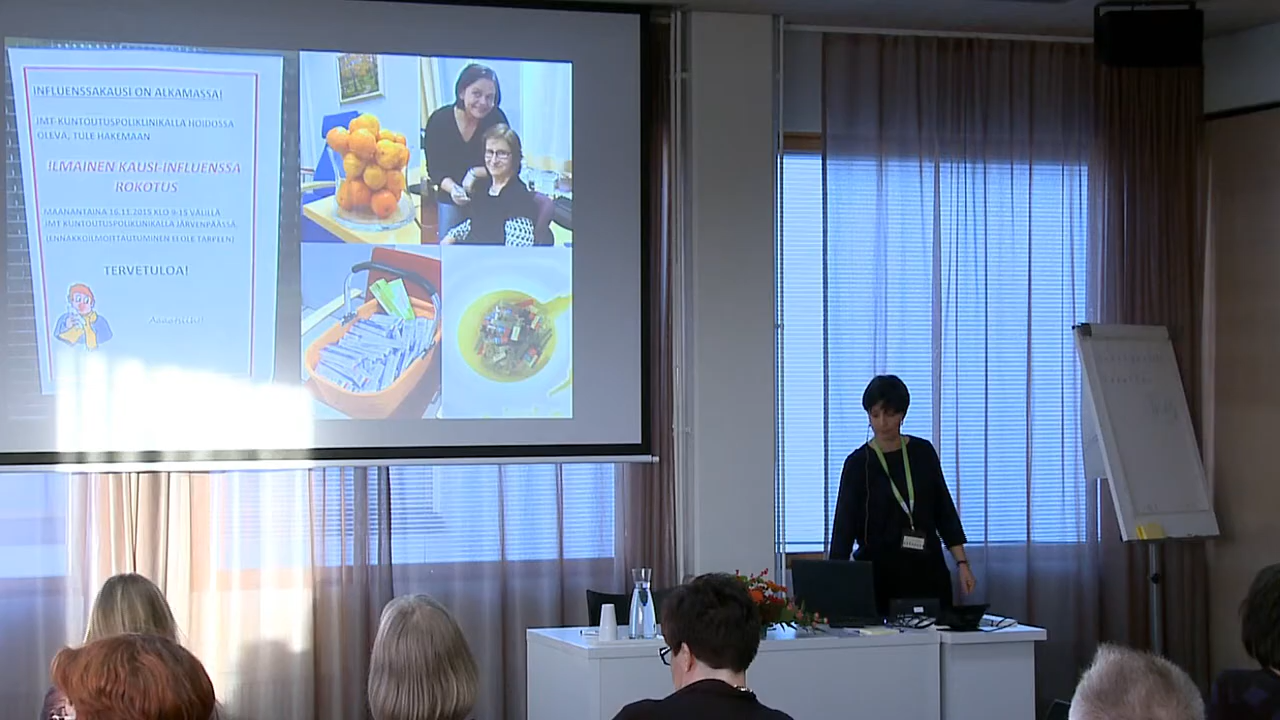 INFLUENSSAKAUSI ON ALKAMASSA!
JMT-KUNTOUTUSPOLIKLINIKALLA HOIDOSSA
OLEVA, TULE HAKEMAAN
ILMAINEN KAUSI-INFLUENSSA
ROKOTUS
MAANANTAINA 16.11.2015 KLO 9-15 VÄLILLÄ
JMT-KUNTOUTUSPOLIKLINIKALLA JÄRVENPÄÄSSÄ
(ENNAKKOILMOITTAUTUMINEN EI OLE TARPEEN)
TERVETULOA!